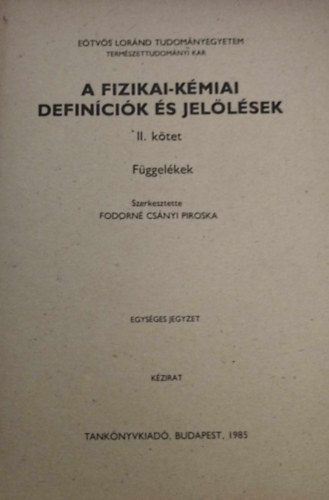 EÖTVÖS LORÁND TUDOMÁNYEGYETEM
TERMÉSZETTUDOMÁNYI KAR
A FIZIKAI-KÉMIAI
DEFINÍCIÓK ÉS JELÖLÉSEK
II. kötet
Függelékek
Szerkesztette
FODORNÉ CSÁNYI PIROSKA
EGYSÉGES JEGYZET
KÉZIRAT
TANKÖNYVKIADÓ, BUDAPEST, 1985